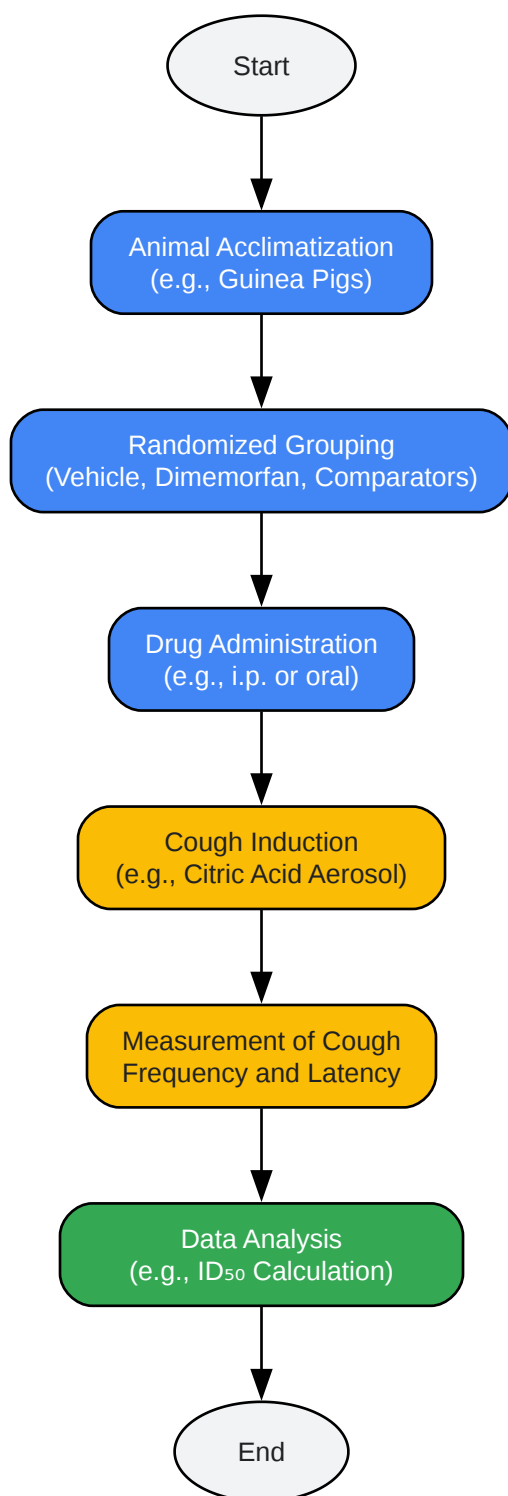 Start
Animal Acclimatization
(e.g., Guinea Pigs)
Randomized Grouping
(Vehicle, Dimemorfan, Comparators)
Drug Administration
(e.g., i.p. or oral)
Cough Induction
(e.g., Citric Acid Aerosol)
Measurement of Cough
Frequency and Latency
Data Analysis
(e.g., ID₅₀ Calculation)
End